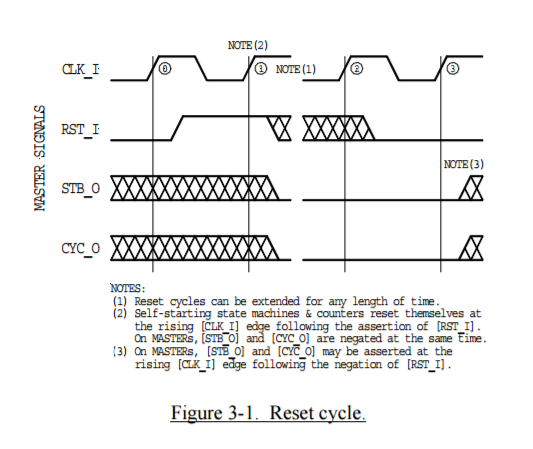 NOTE(2)
CLK_I
0
1
NOTE(1)
2
3
RST_I
MASTER SIGNALS
NOTE(3)
STB_O
CYC_O
NOTES:
(1) Reset cycles can be extended for any length of time.
(2) Self-starting state machines & counters reset themselves at
the rising [CLK_I] edge following the assertion of [RST_I].
On MASTERs,[STB_O] and [CYC_O] are negated at the same time.
(3) On MASTERs, [STB_O] and [CYC_O] may be asserted at the
rising [CLK_I] edge following the negation of [RST_I].
Figure 3-1. Reset cycle.